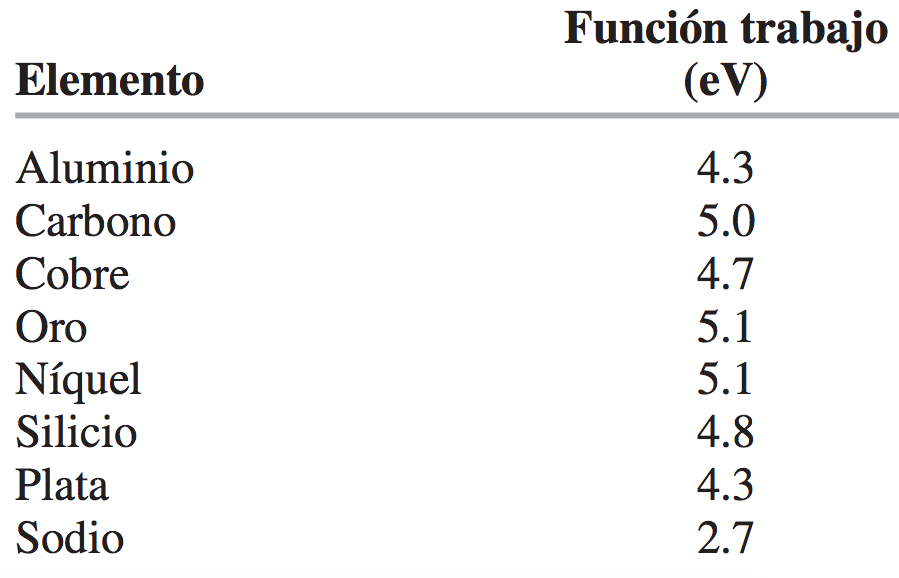 Función trabajo
Elemento (eV)
Aluminio 4.3
Carbono 5.0
Cobre 4.7
Oro 5.1
Níquel 5.1
Silicio 4.8
Plata 4.3
Sodio 2.7